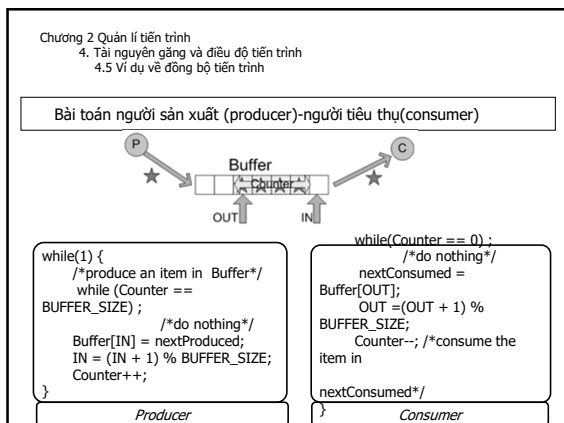 Chương 2 Quản lí tiến trình
4. Tài nguyên găng và điều độ tiến trình
4.5 Ví dụ về đồng bộ tiến trình
Bài toán người sản xuất (producer)-người tiêu thụ(consumer)
P
C
Buffer
Counter
OUT
IN
while(1) {
/*produce an item in Buffer*/
while (Counter ==
BUFFER_SIZE) ;
/*do nothing*/
Buffer[IN] = nextProduced;
IN = (IN + 1) % BUFFER_SIZE;
Counter++;
}
Producer
while(Counter == 0) ;
/*do nothing*/
nextConsumed =
Buffer[OUT];
OUT =(OUT + 1) %
BUFFER_SIZE;
Counter--; /*consume the
item in
nextConsumed*/
}
Consumer